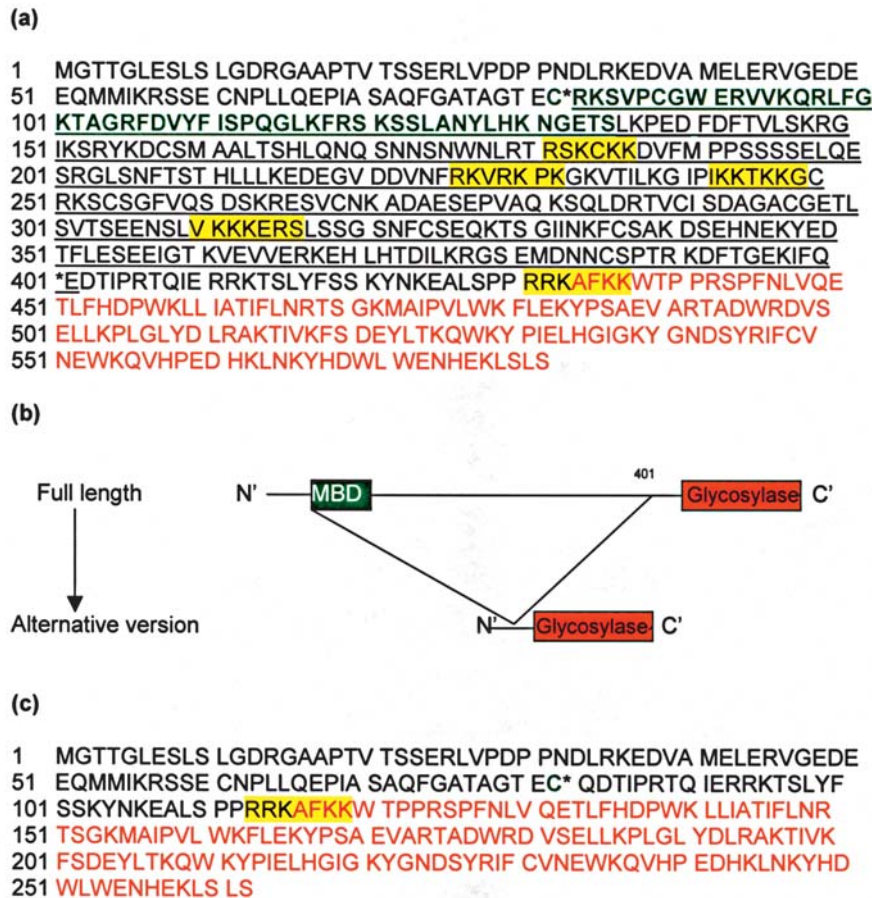 (a)
1 MGTTGLESLS LGDRGAAPTV TSSERLVPDP PNDLRKEDVA MELERVGEDE
51 EQMMIKRSSE CNPLLQEPIA SAQFGATAGT EC*RKSVPCGW ERVVKQRLFG
101 KTAGRFDVYF ISPQGLKFRS KSSLANYLHK NGETSLKPED FDFTVLSKRG
151 IKSRYKDCSM AALTSHLQNQ SNNSNWNLRT RSKCKKDVFM PPSSSSELQE
201 SRGLSNFTST HLLLKEDEGV DDVNFRKVRK PKGKVTILKG IPIKKTKKGC
251 RKSCSGFVQS DSKRESVCNK ADAESEPVAQ KSQLDRTVCI SDAGACGETL
301 SVTSEENSLV KKKERSLSSG SNFCSEQKTS GIINKFCSAK DSEHNEKYED
351 TFLESEEIGT KVEVVERKEH LHTDILKRGS EMDNNCSPTR KDFTGEKIFQ
401 *EDTIPRTQIE RRKTSLYFSS KYNKEALSPP RRKAFKKWTP PRSPFNLVQE
451 TLFHDPWKLL IATIFLNRTS GKMAIPVLWK FLEKYPSAEV ARTADWRDVS
501 ELLKPLGLYD LRAKTIVKFS DEYLTKQWKY PIELHGIGKY GNDSYRIFCV
551 NEWKQVHPED HKLNKYHDWL WENHEKLSLS
(b)
401
Full length N' MBD Glycosylase C'
Alternative version N' Glycosylase C'
(c)
1 MGTTGLESLS LGDRGAAPTV TSSERLVPDP PNDLRKEDVA MELERVGEDE
51 EQMMIKRSSE CNPLLQEPIA SAQFGATAGT EC* QDTIPRTQ IERRKTSLYF
101 SSKYNKEALS PPRRKAFKKW TPPRSPFNLV QETLFHDPWK LLIATIFLNR
151 TSGKMAIPVL WKFLEKYPSA EVARTADWRD VSELLKPLGL YDLRAKTIVK
201 FSDEYLTKQW KYPIELHGIG KYGNDSYRIF CVNEWKQVHP EDHKLNKYHD
251 WLWENHEKLS LS